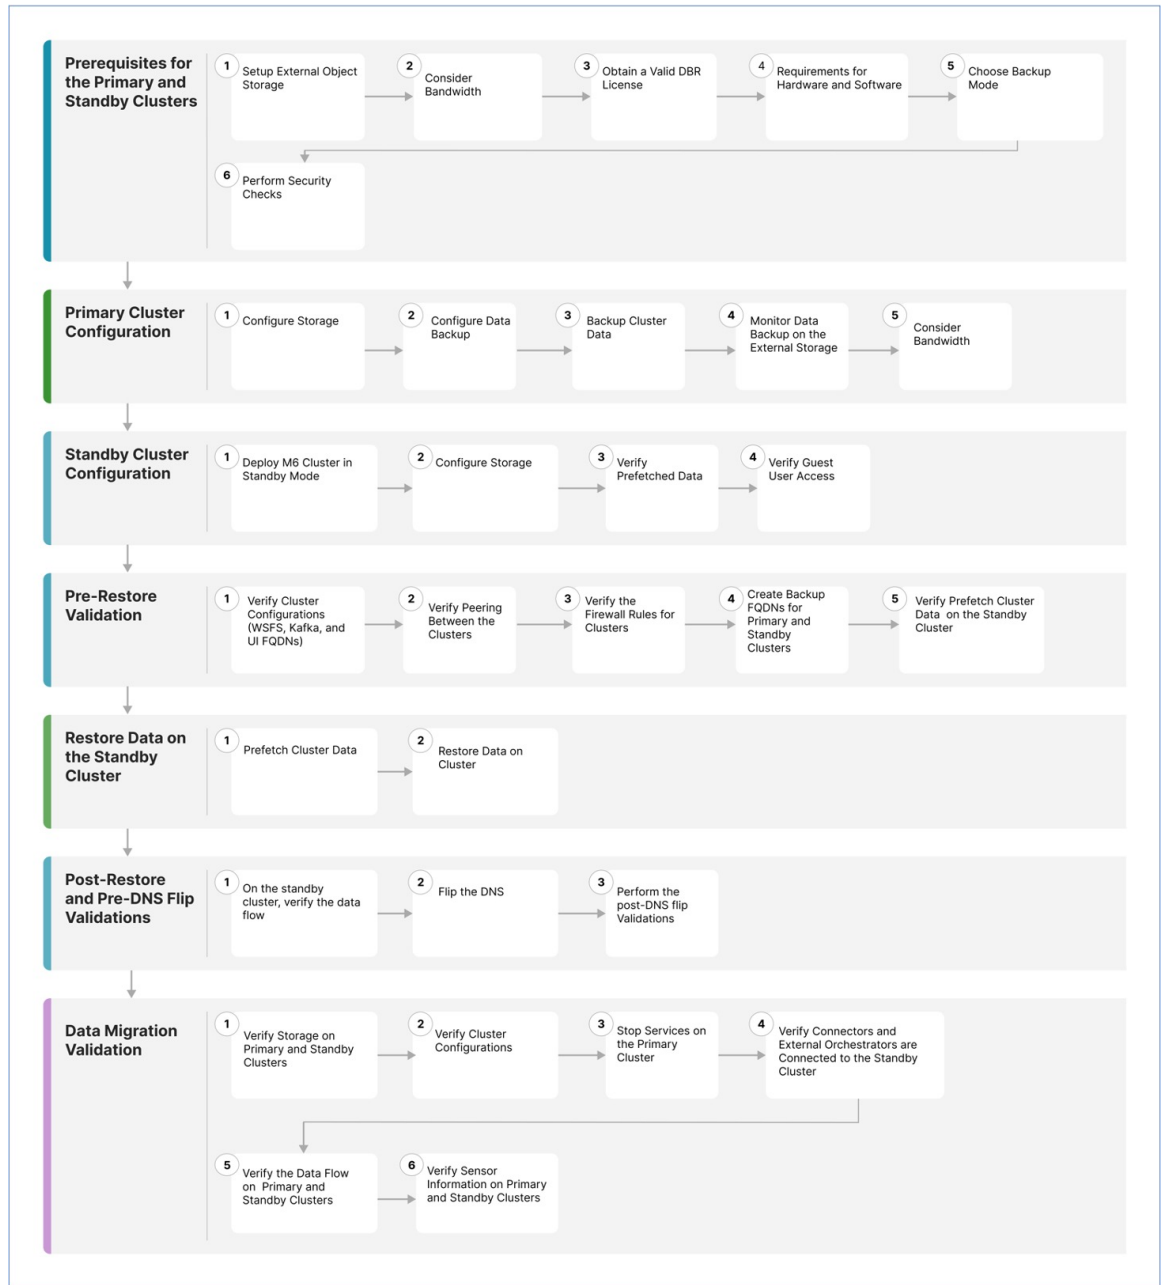 Prerequisites for
the Primary and
Standby Clusters
1
Setup External Object
Storage
2
Consider
Bandwidth
3
Obtain a Valid DBR
License
4
Requirements for
Hardware and Software
5
Choose Backup
Mode
6
Perform Security
Checks
Primary Cluster
Configuration
1
Configure Storage
2
Configure Data
Backup
3
Backup Cluster
Data
4
Monitor Data
Backup on the
External Storage
5
Consider
Bandwidth
Standby Cluster
Configuration
1
Deploy M6 Cluster in
Standby Mode
2
Configure Storage
3
Verify
Prefetched Data
4
Verify Guest
User Access
Pre-Restore
Validation
1
Verify Cluster
Configurations
(WSFS, Kafka, and
UI FQDNs)
2
Verify Peering
Between the
Clusters
3
Verify the
Firewall Rules for
Clusters
4
Create Backup
FQDNs for
Primary and
Standby
Clusters
5
Verify Prefetch Cluster
Data on the Standby
Cluster
Restore Data on
the Standby
Cluster
1
Prefetch Cluster Data
2
Restore Data on
Cluster
Post-Restore
and Pre-DNS Flip
Validations
1
On the standby
cluster, verify the data
flow
2
Flip the DNS
3
Perform the
post-DNS flip
Validations
Data Migration
Validation
1
Verify Storage on
Primary and Standby
Clusters
2
Verify Cluster
Configurations
3
Stop Services on
the Primary
Cluster
4
Verify Connectors and
External Orchestrators are
Connected to the Standby
Cluster
5
Verify the Data Flow
on Primary and
Standby Clusters
6
Verify Sensor
Information on Primary
and Standby Clusters